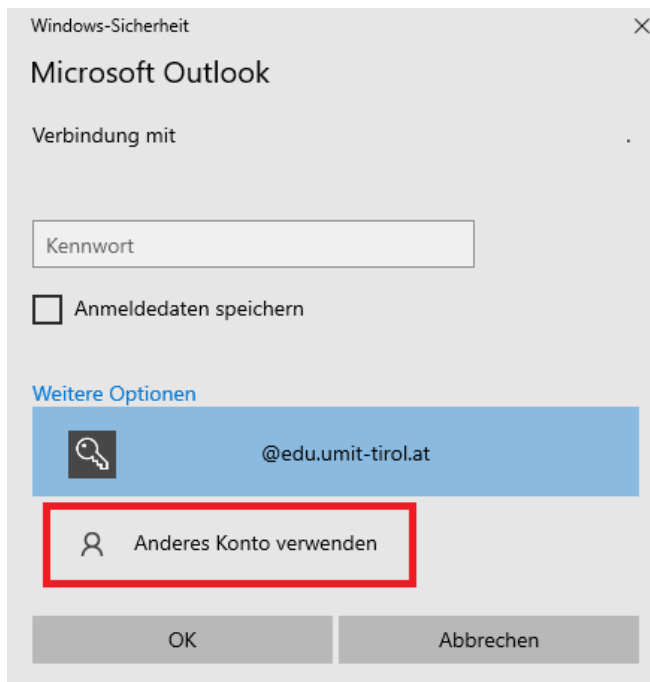 Windows-Sicherheit
Microsoft Outlook
Verbindung mit .
Kennwort
Anmeldedaten speichern
Weitere Optionen
@edu.umit-tirol.at
Anderes Konto verwenden
OK Abbrechen